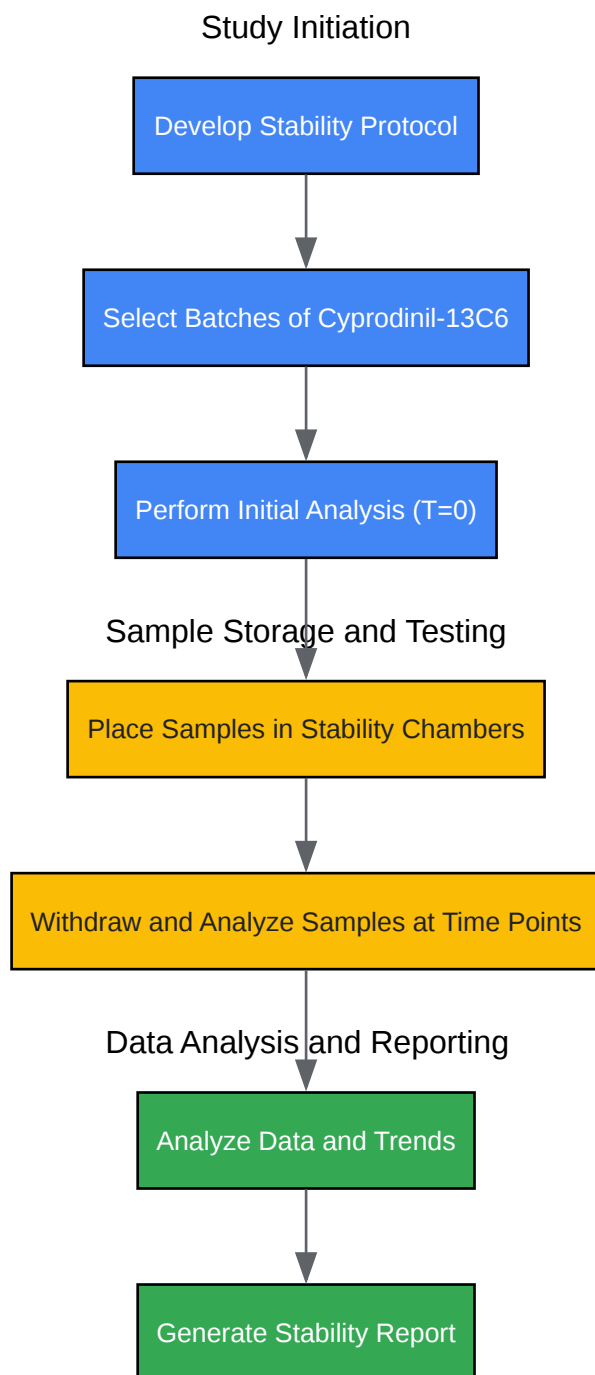 Study Initiation
Develop Stability Protocol
Select Batches of Cyprodinil-13C6
Perform Initial Analysis (T=0)
Sample Storage and Testing
Place Samples in Stability Chambers
Withdraw and Analyze Samples at Time Points
Data Analysis and Reporting
Analyze Data and Trends
Generate Stability Report